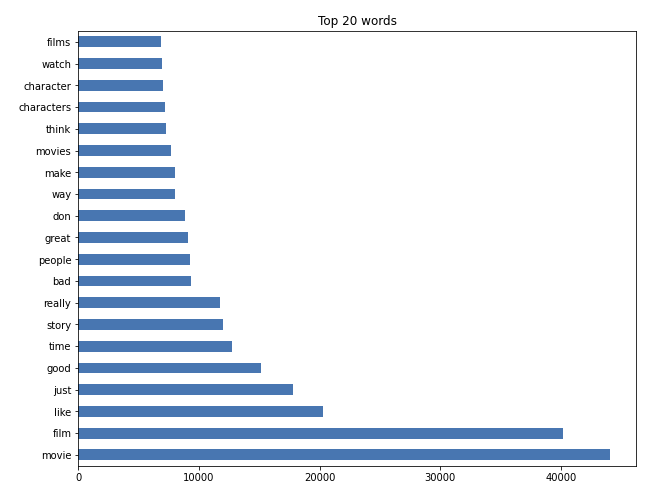 Top 20 words
films
watch
character
characters
think
movies
make
way
don
great
people
bad
really
story
time
good
just
like
film
movie
0 10000 20000 30000 40000